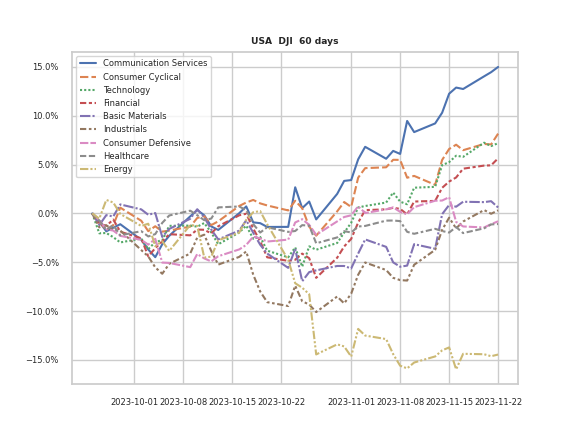 USA DJI 60 days
15.0%
10.0%
5.0%
0.0%
−5.0%
−10.0%
−15.0%
Communication Services
Consumer Cyclical
Technology
Financial
Basic Materials
Industrials
Consumer Defensive
Healthcare
Energy
2023-10-01 2023-10-08 2023-10-15 2023-10-22 2023-11-01 2023-11-08 2023-11-15 2023-11-22